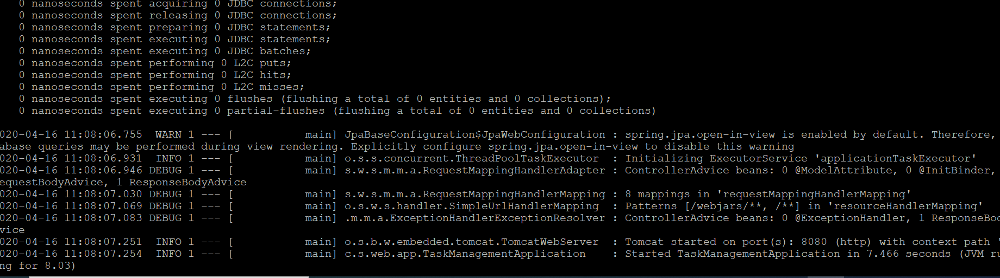 0 nanoseconds spent acquiring 0 JDBC connections;
0 nanoseconds spent releasing 0 JDBC connections;
0 nanoseconds spent preparing 0 JDBC statements;
0 nanoseconds spent executing 0 JDBC statements;
0 nanoseconds spent executing 0 JDBC batches;
0 nanoseconds spent performing 0 L2C puts;
0 nanoseconds spent performing 0 L2C hits;
0 nanoseconds spent performing 0 L2C misses;
0 nanoseconds spent executing 0 flushes (flushing a total of 0 entities and 0 collections);
0 nanoseconds spent executing 0 partial-flushes (flushing a total of 0 entities and 0 collections)
020-04-16 11:08:06.755  WARN 1 --- [           main] JpaBaseConfiguration$JpaWebConfiguration : spring.jpa.open-in-view is enabled by default. Therefore,
abase queries may be performed during view rendering. Explicitly configure spring.jpa.open-in-view to disable this warning
020-04-16 11:08:06.931  INFO 1 --- [           main] o.s.s.concurrent.ThreadPoolTaskExecutor  : Initializing ExecutorService 'applicationTaskExecutor'
020-04-16 11:08:06.946 DEBUG 1 --- [           main] s.w.s.m.m.a.RequestMappingHandlerAdapter : ControllerAdvice beans: 0 @ModelAttribute, 0 @InitBinder,
equestBodyAdvice, 1 ResponseBodyAdvice
020-04-16 11:08:07.030 DEBUG 1 --- [           main] s.w.s.m.m.a.RequestMappingHandlerMapping : 8 mappings in 'requestMappingHandlerMapping'
020-04-16 11:08:07.069 DEBUG 1 --- [           main] o.s.w.s.handler.SimpleUrlHandlerMapping  : Patterns [/webjars/**, /**] in 'resourceHandlerMapping'
020-04-16 11:08:07.083 DEBUG 1 --- [           main] .m.m.a.ExceptionHandlerExceptionResolver : ControllerAdvice beans: 0 @ExceptionHandler, 1 ResponseBod
vice
020-04-16 11:08:07.251  INFO 1 --- [           main] o.s.b.w.embedded.tomcat.TomcatWebServer  : Tomcat started on port(s): 8080 (http) with context path '
020-04-16 11:08:07.254  INFO 1 --- [           main] c.s.web.app.TaskManagementApplication    : Started TaskManagementApplication in 7.466 seconds (JVM ru
ng for 8.03)